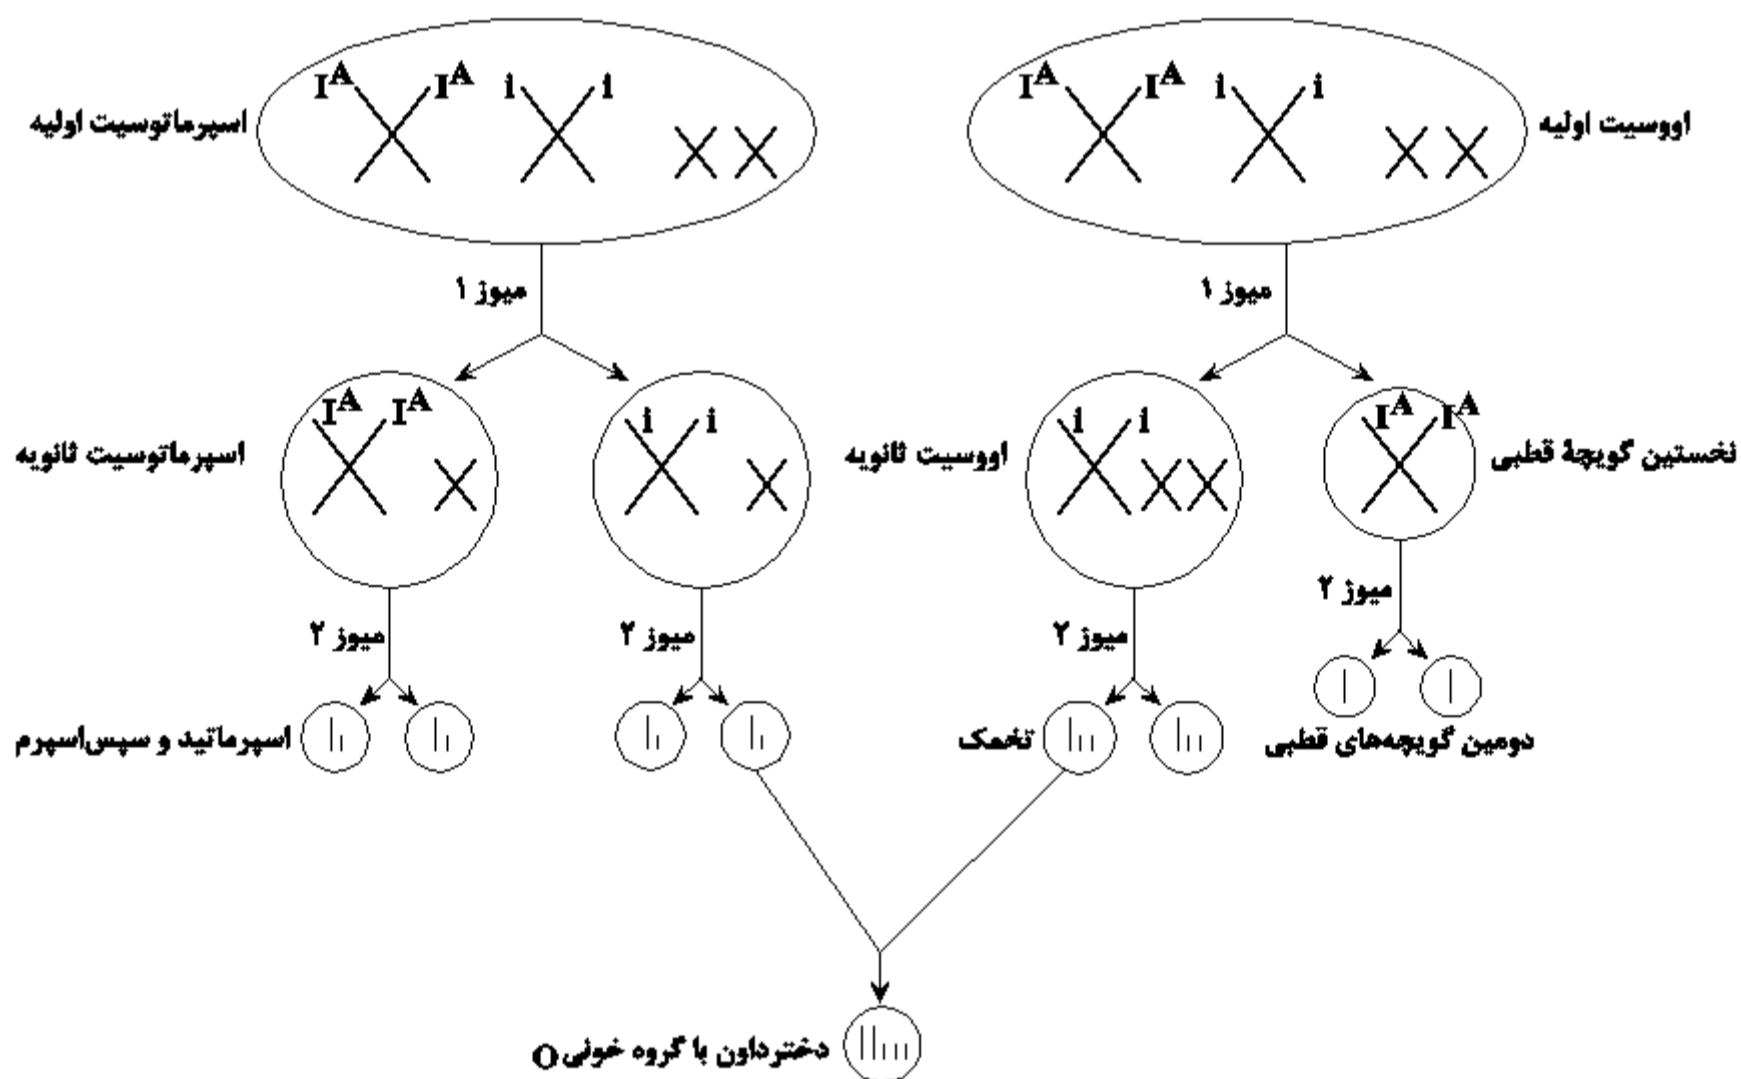 I^A I^A i i
اسپرماتوسیت اولیه
I^A I^A i i
اووسیت اولیه
میوز ۱
میوز ۱
I^A I^A
i i
اسپرماتوسیت ثانویه
i i
اووسیت ثانویه
I^A I^A
نخستین گویچهٔ قطبی
میوز ۲
میوز ۲
میوز ۲
میوز ۲
اسپرماتید و سپس‌اسپرم
تخمک
دومین گویچه‌های قطبی
دختر داون با گروه خونی O